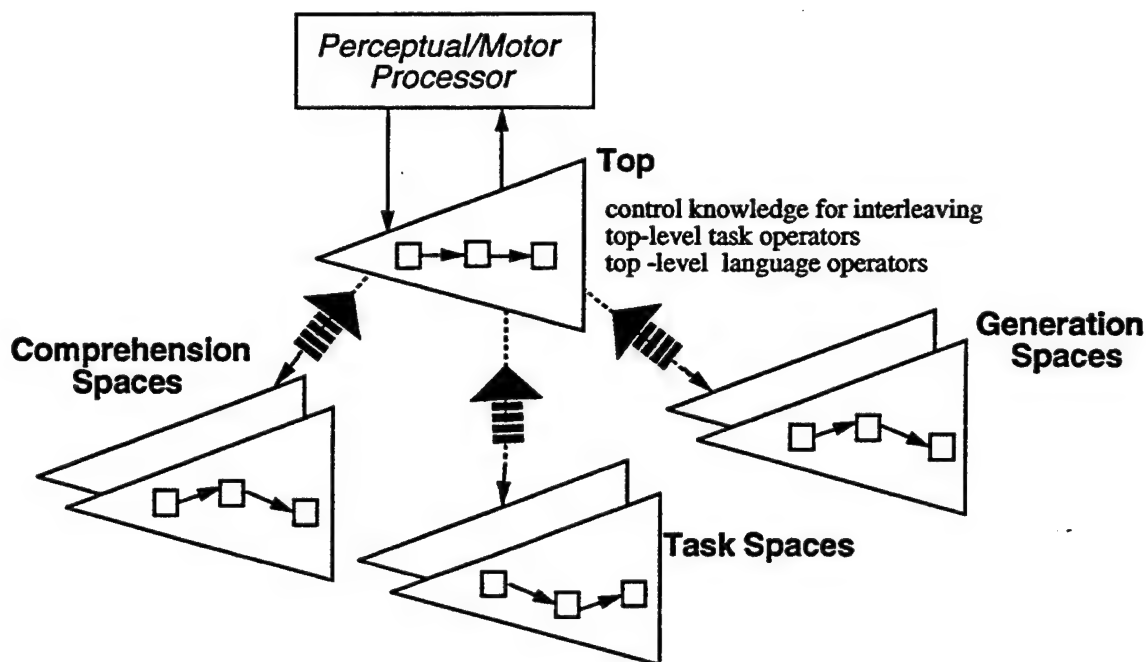 Perceptual/Motor
Processor
Top
control knowledge for interleaving
top-level task operators
top -level language operators
Comprehension
Spaces
Generation
Spaces
Task Spaces